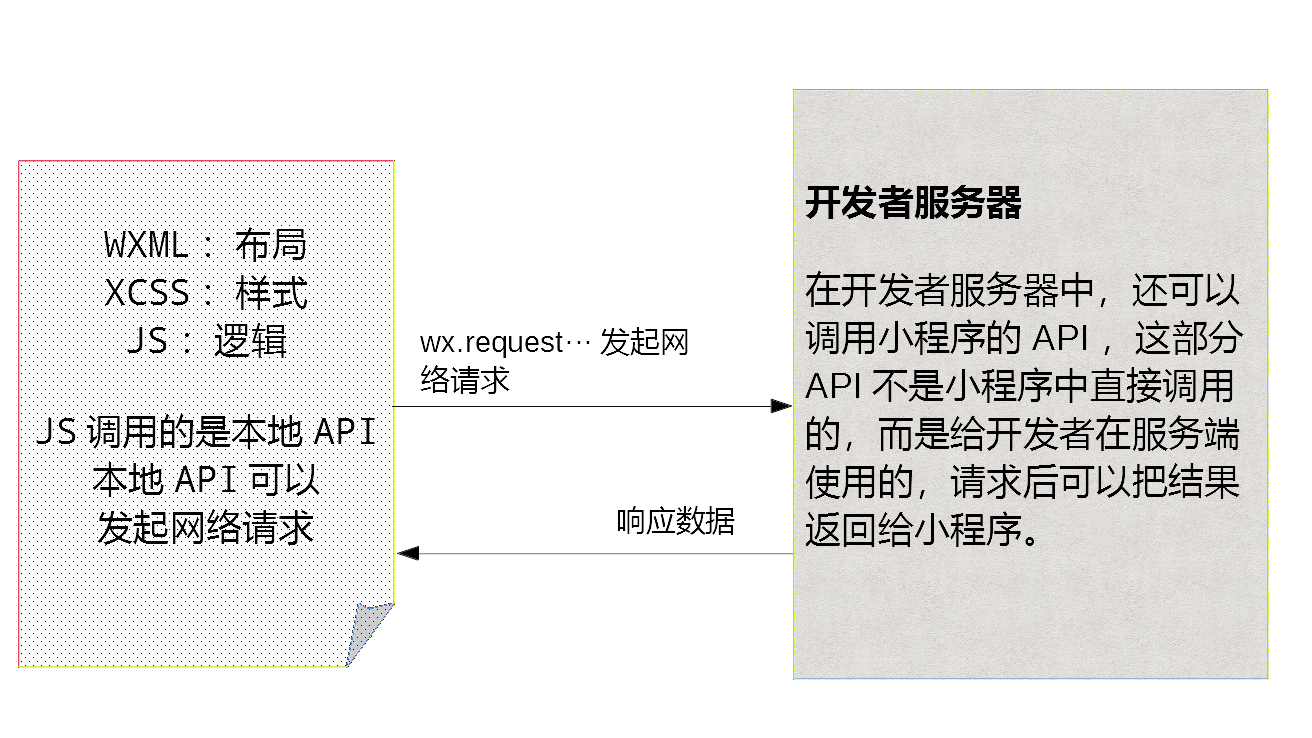 WXML：布局
XCSS：样式
JS：逻辑
JS 调用的是本地 API
本地 API 可以
发起网络请求
wx.request… 发起网
络请求
响应数据
开发者服务器
在开发者服务器中，还可以
调用小程序的 API ，这部分
API 不是小程序中直接调用
的，而是给开发者在服务端
使用的，请求后可以把结果
返回给小程序。